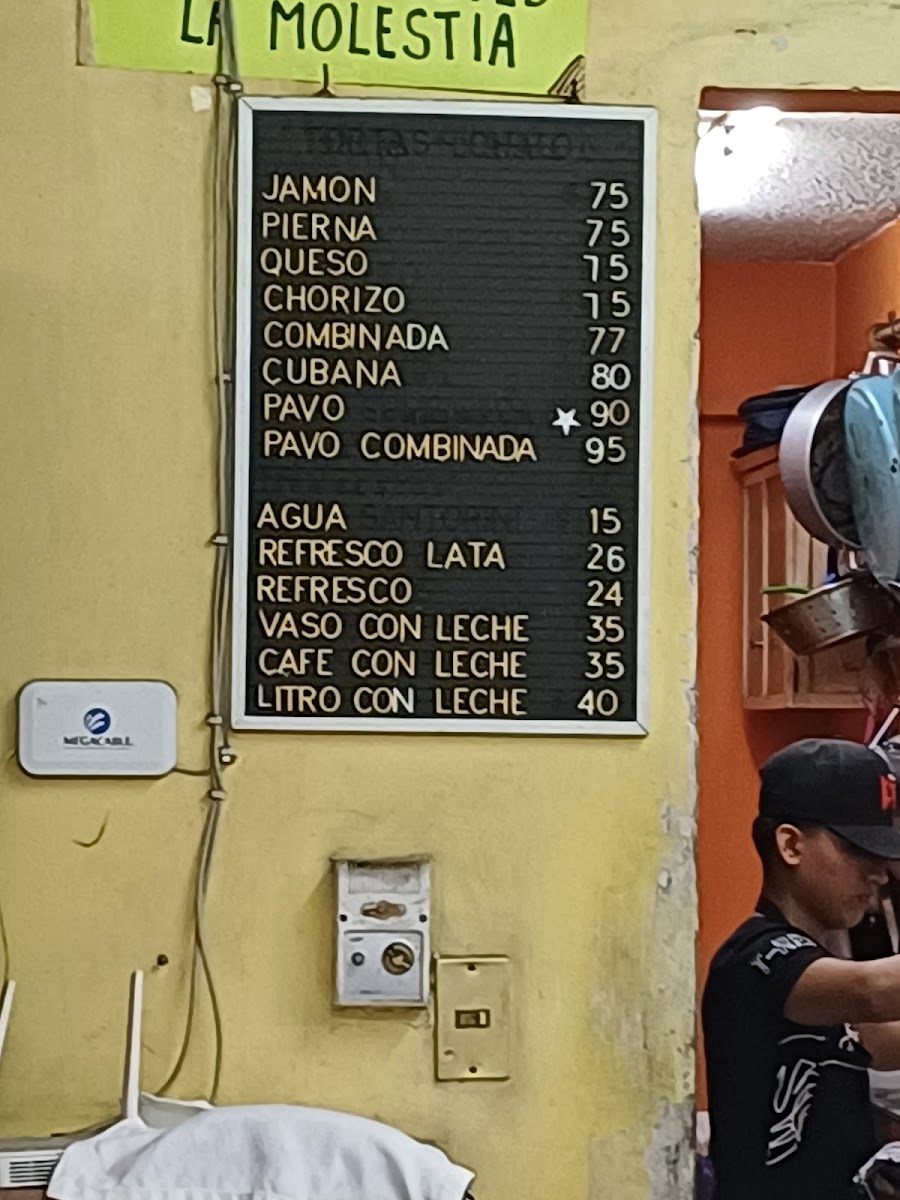 LA MOLESTIA
JAMON 75
PIERNA 75
QUESO 75
CHORIZO 75
COMBINADA 77
CUBANA 80
PAVO 90
PAVO COMBINADA 95
AGUA 15
REFRESCO LATA 26
REFRESCO 24
VASO CON LECHE 35
CAFE CON LECHE 35
LITRO CON LECHE 40
MEGACABLE